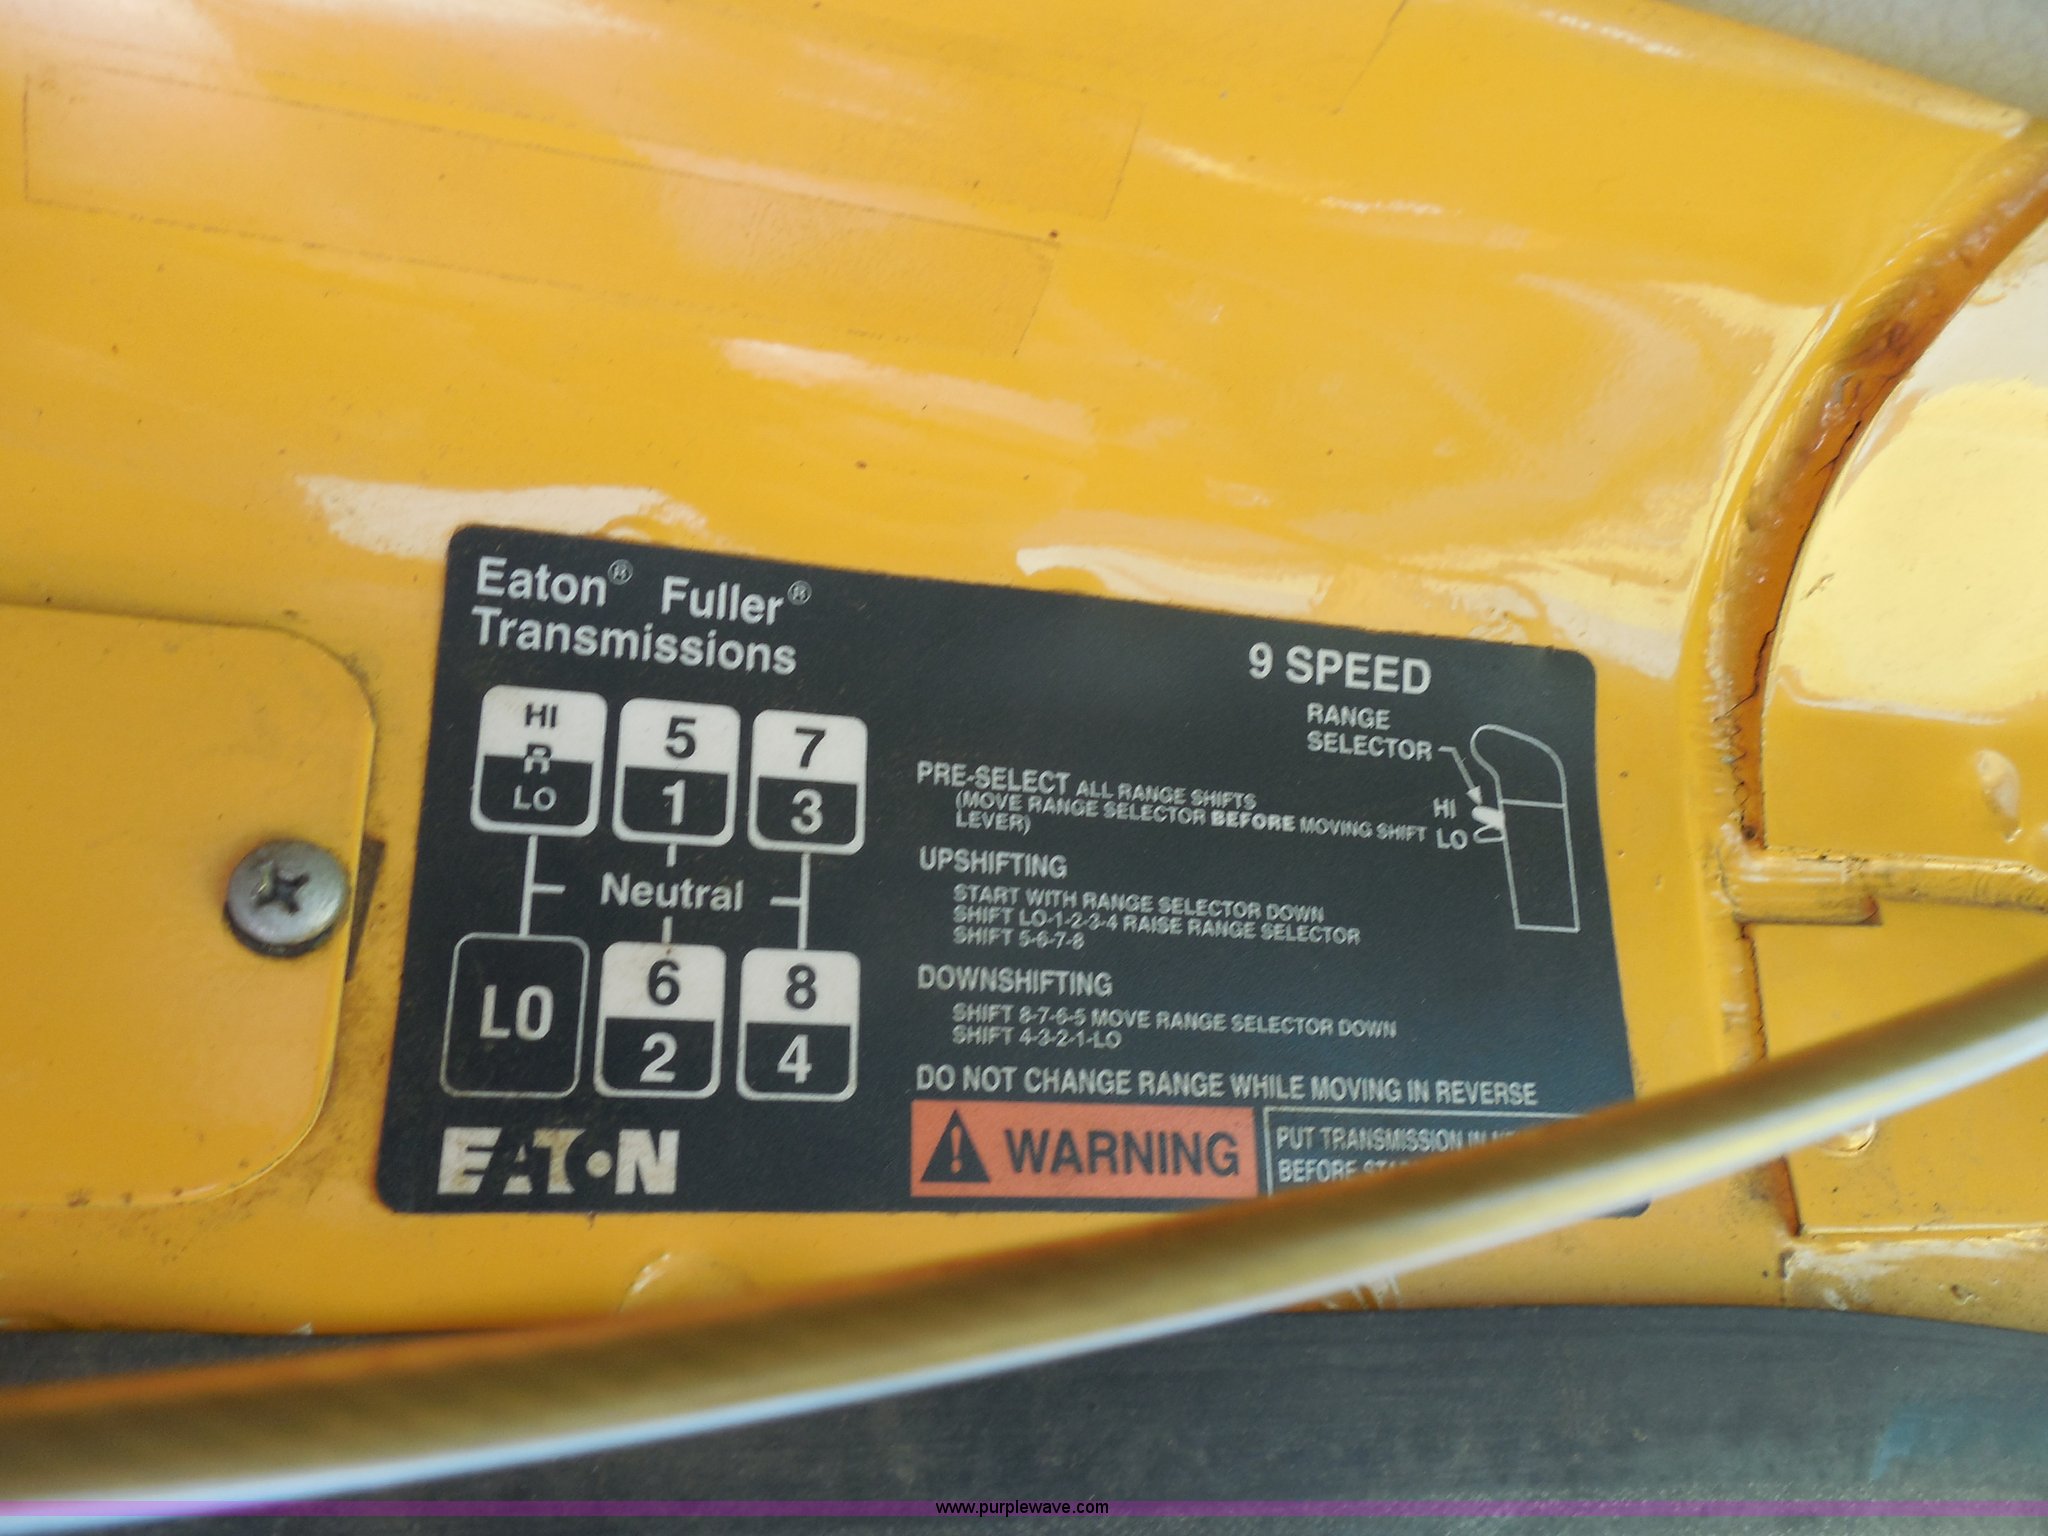 Eaton® Fuller®
Transmissions
9 SPEED
RANGE
SELECTOR
HI
LO
HI
R
LO
5
1
7
3
Neutral
LO
6
2
8
4
PRE-SELECT ALL RANGE SHIFTS
(MOVE RANGE SELECTOR BEFORE MOVING SHIFT
LEVER)
UPSHIFTING
START WITH RANGE SELECTOR DOWN
SHIFT LO-1-2-3-4 RAISE RANGE SELECTOR
SHIFT 5-6-7-8
DOWNSHIFTING
SHIFT 8-7-6-5 MOVE RANGE SELECTOR DOWN
SHIFT 4-3-2-1-LO
DO NOT CHANGE RANGE WHILE MOVING IN REVERSE
EATON
WARNING
PUT TRANSMISSION IN
BEFORE
www.purplewave.com